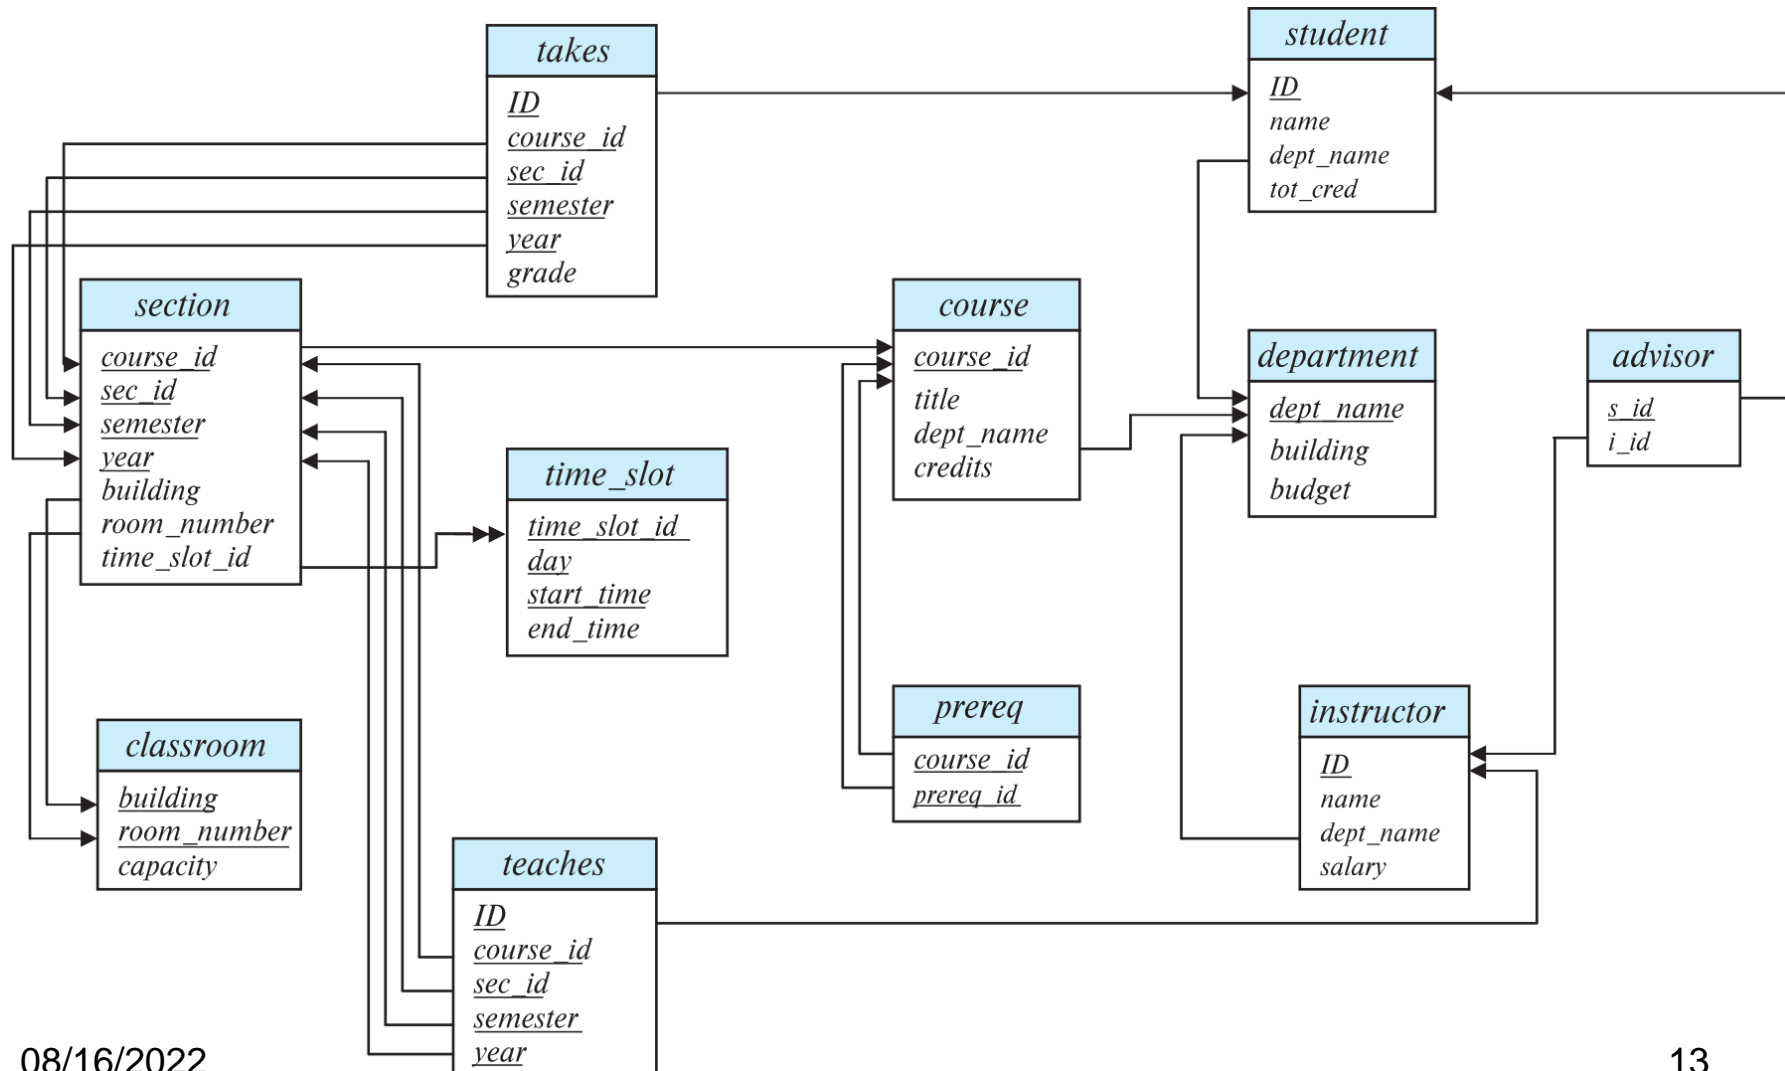 takes
ID
course_id
sec_id
semester
year
grade
student
ID
name
dept_name
tot_cred
section
course_id
sec_id
semester
year
building
room_number
time_slot_id
course
course_id
title
dept_name
credits
department
dept_name
building
budget
advisor
s_id
i_id
time_slot
time_slot_id
day
start_time
end_time
prereq
course_id
prereq_id
instructor
ID
name
dept_name
salary
classroom
building
room_number
capacity
teaches
ID
course_id
sec_id
semester
year
08/16/2022
13